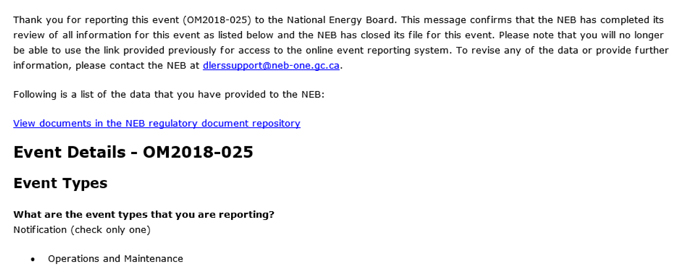 Thank you for reporting this event (OM2018-025) to the National Energy Board. This message confirms that the NEB has completed its
review of all information for this event as listed below and the NEB has closed its file for this event. Please note that you will no longer
be able to use the link provided previously for access to the online event reporting system. To revise any of the data or provide further
information, please contact the NEB at dlerssupport@neb-one.gc.ca.
Following is a list of the data that you have provided to the NEB:
View documents in the NEB regulatory document repository
Event Details - OM2018-025
Event Types
What are the event types that you are reporting?
Notification (check only one)
• Operations and Maintenance